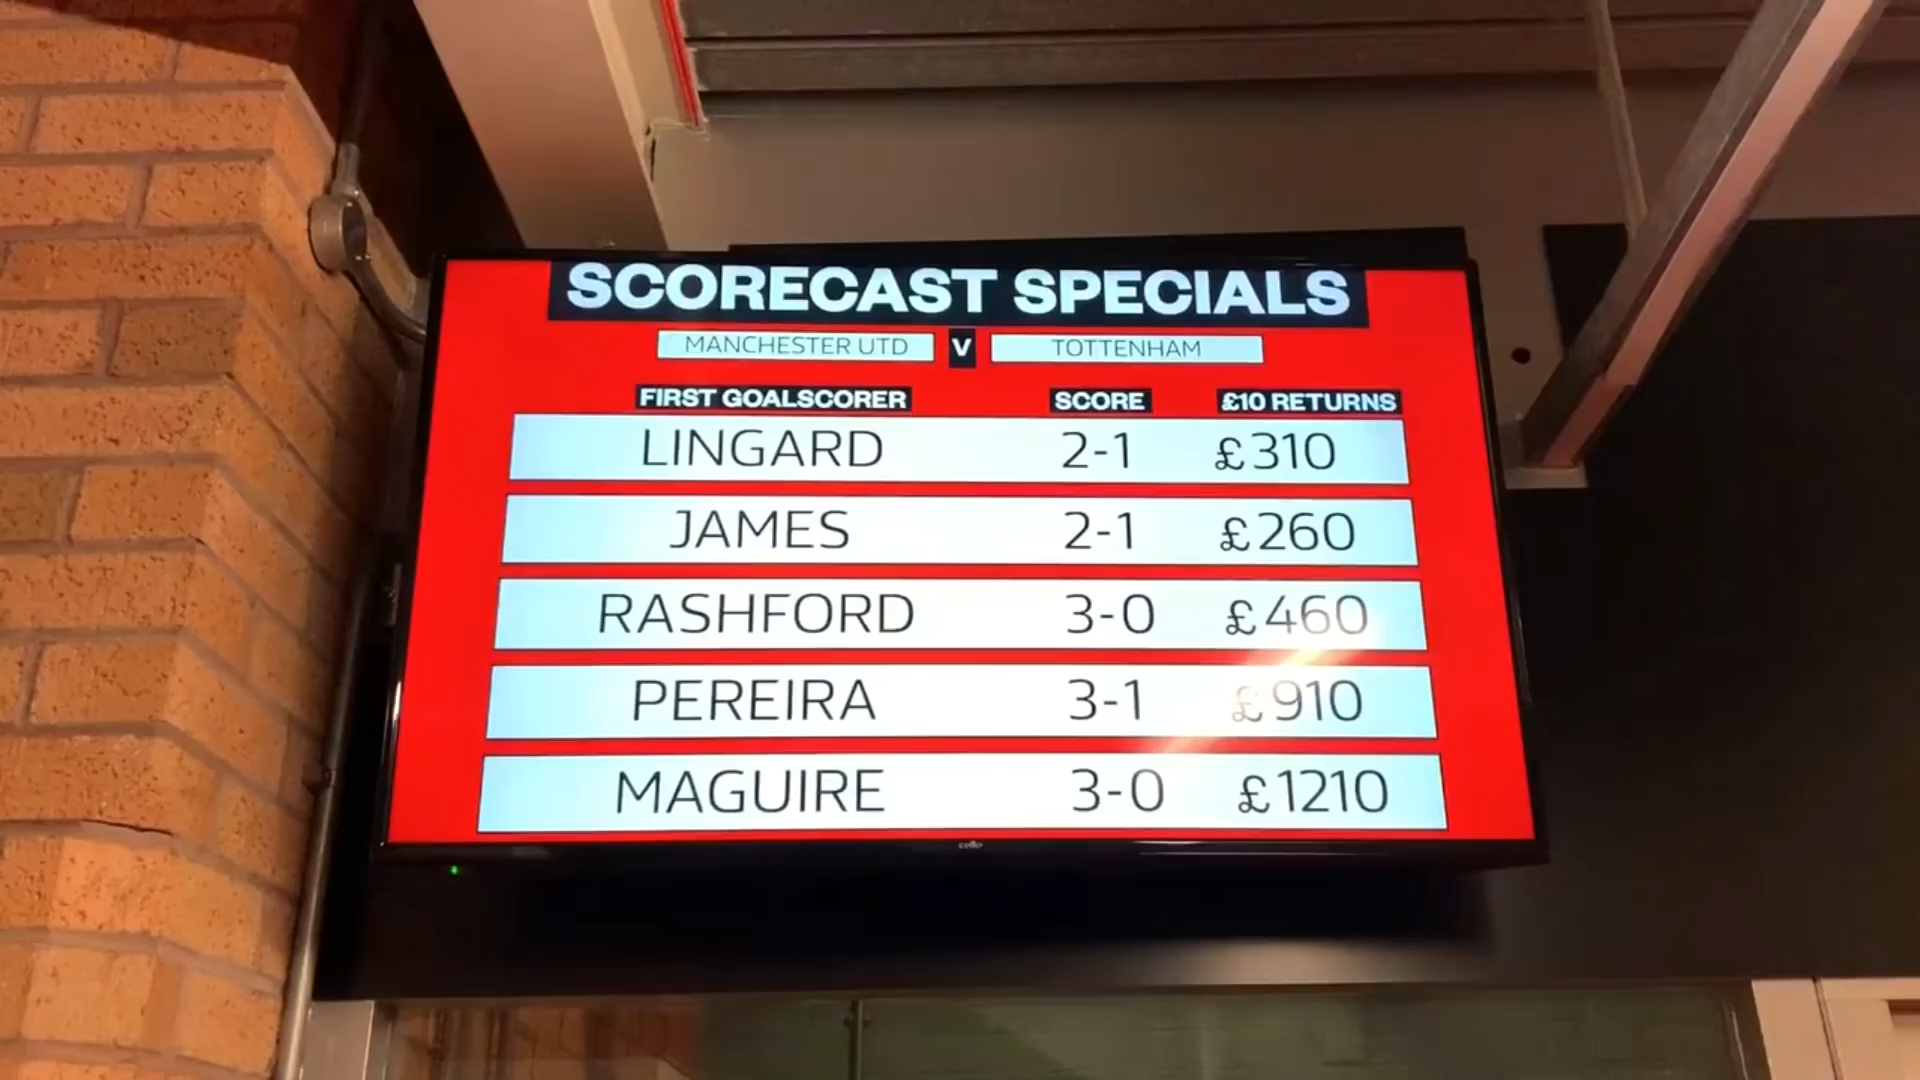 SCORECAST SPECIALS
MANCHESTER UTD V TOTTENHAM
FIRST GOALSCORER SCORE £10 RETURNS
LINGARD 2-1 £310
JAMES 2-1 £260
RASHFORD 3-0 £460
PEREIRA 3-1 £910
MAGUIRE 3-0 £1210
cello